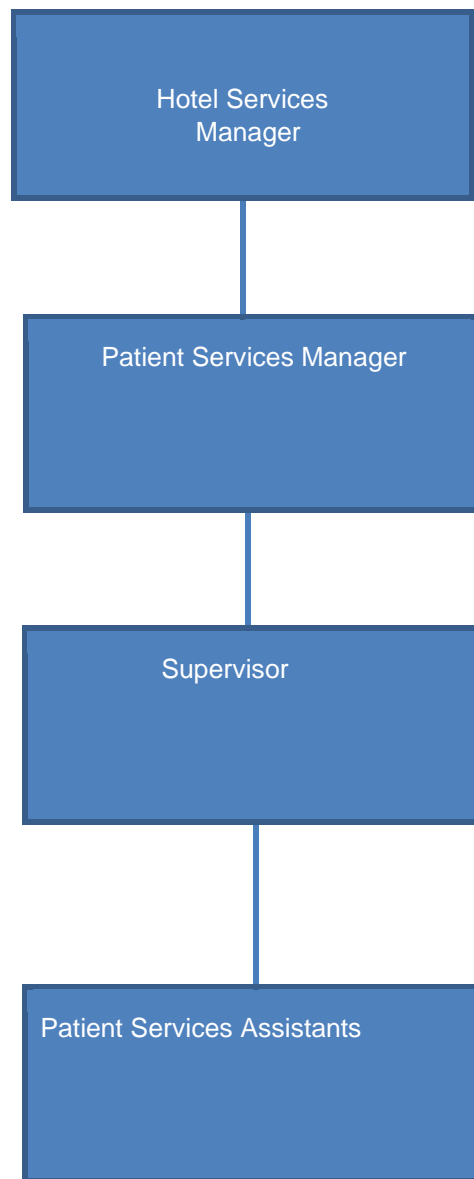 Hotel Services
Manager
Patient Services Manager
Supervisor
Patient Services Assistants